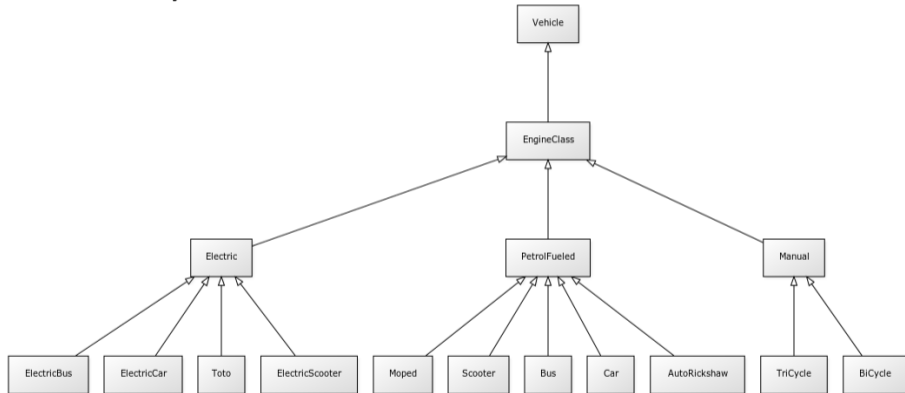 Vehicle
EngineClass
Electric
PetrolFueled
Manual
ElectricBus
ElectricCar
Toto
ElectricScooter
Moped
Scooter
Bus
Car
AutoRickshaw
TriCycle
BiCycle